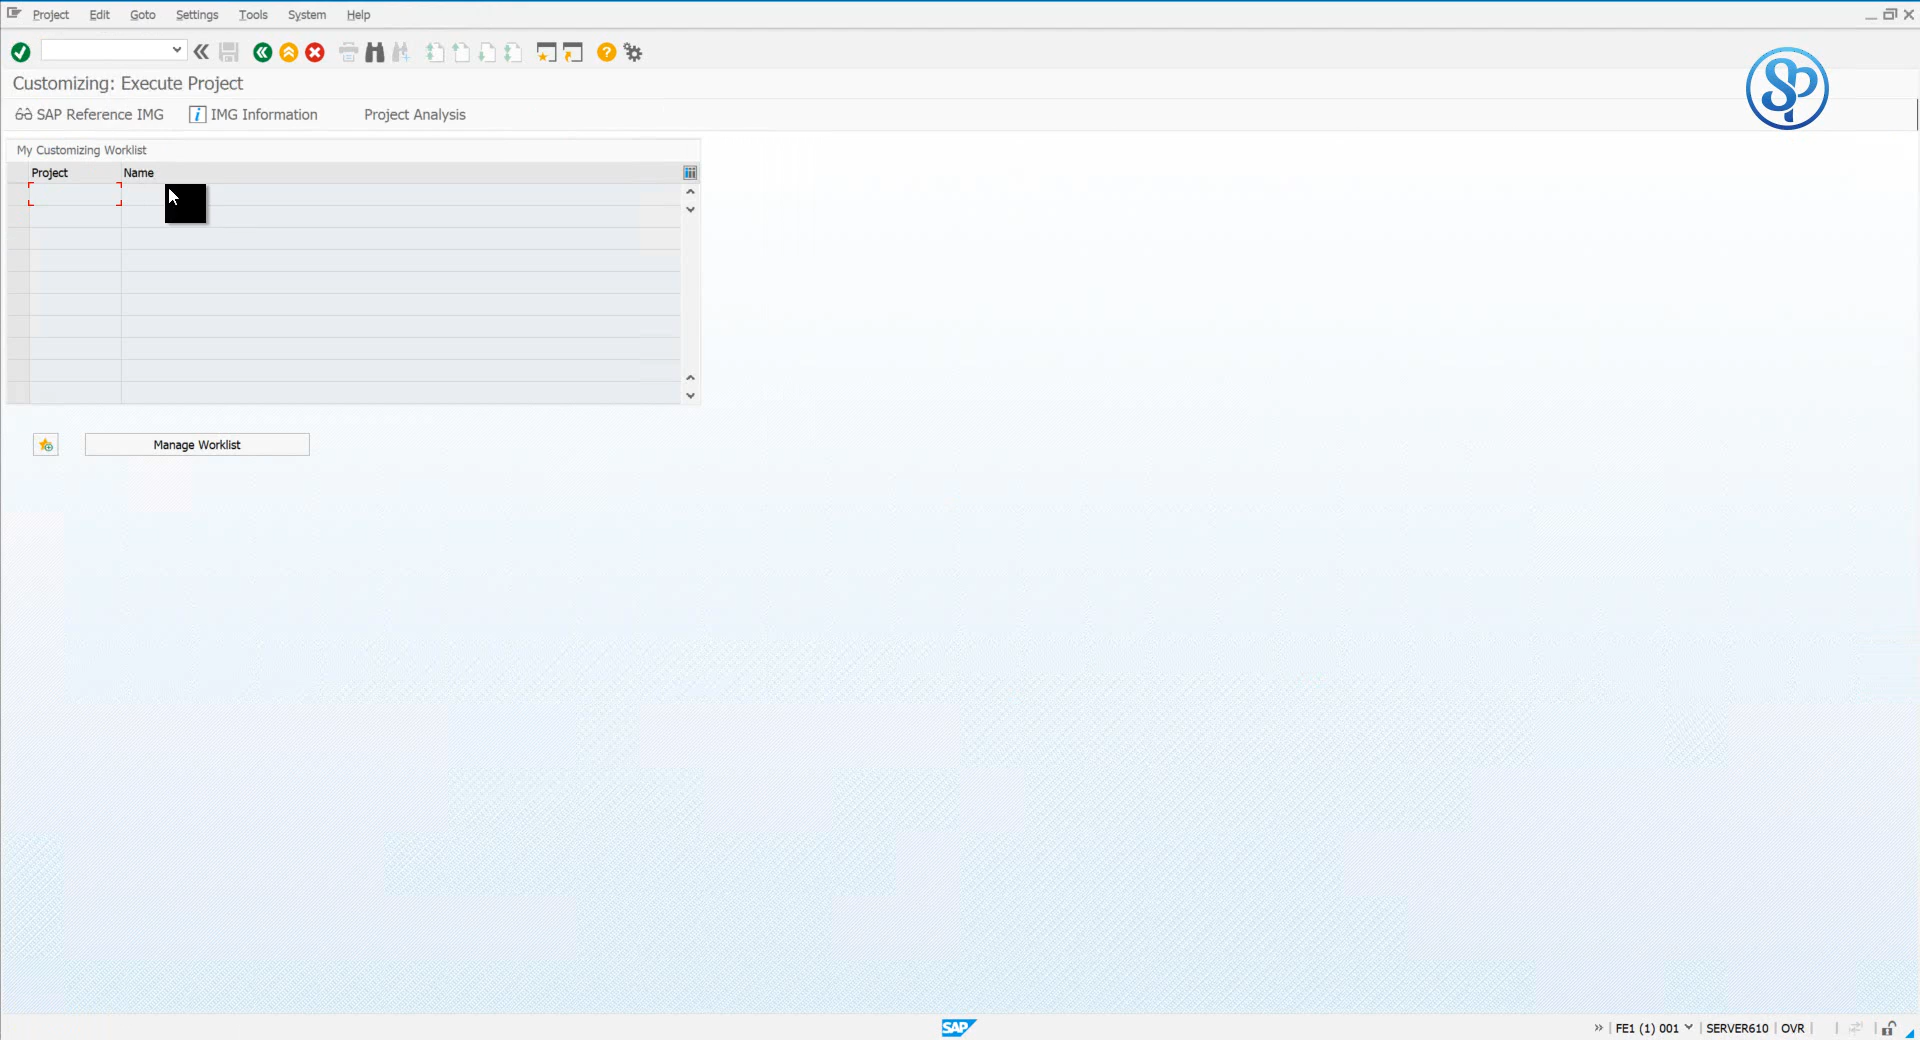 Project Edit Goto Settings Tools System Help
Customizing: Execute Project
SAP Reference IMG IMG Information Project Analysis
My Customizing Worklist
Project Name
Manage Worklist
SAP FE1 (1) 001 SERVER610 OVR